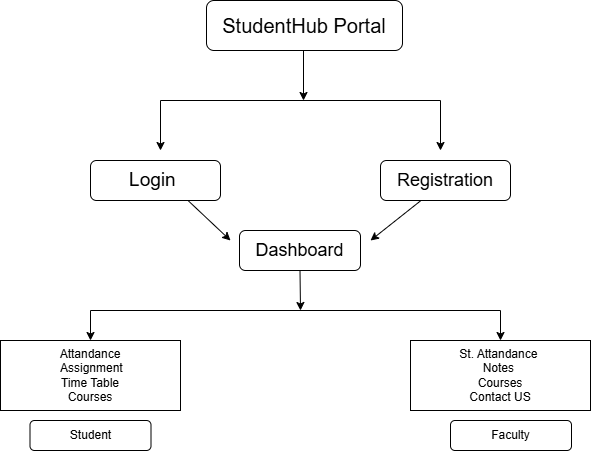 StudentHub Portal
Login
Registration
Dashboard
Attandance
Assignment
Time Table
Courses
St. Attandance
Notes
Courses
Contact US
Student
Faculty